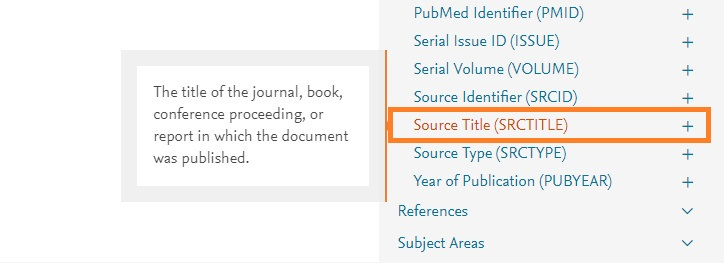 PubMed Identifier (PMID)
Serial Issue ID (ISSUE)
Serial Volume (VOLUME)
Source Identifier (SRCID)
Source Title (SRCTITLE)
Source Type (SRCTYPE)
Year of Publication (PUBYEAR)
References
Subject Areas
The title of the journal, book,
conference proceeding, or
report in which the document
was published.